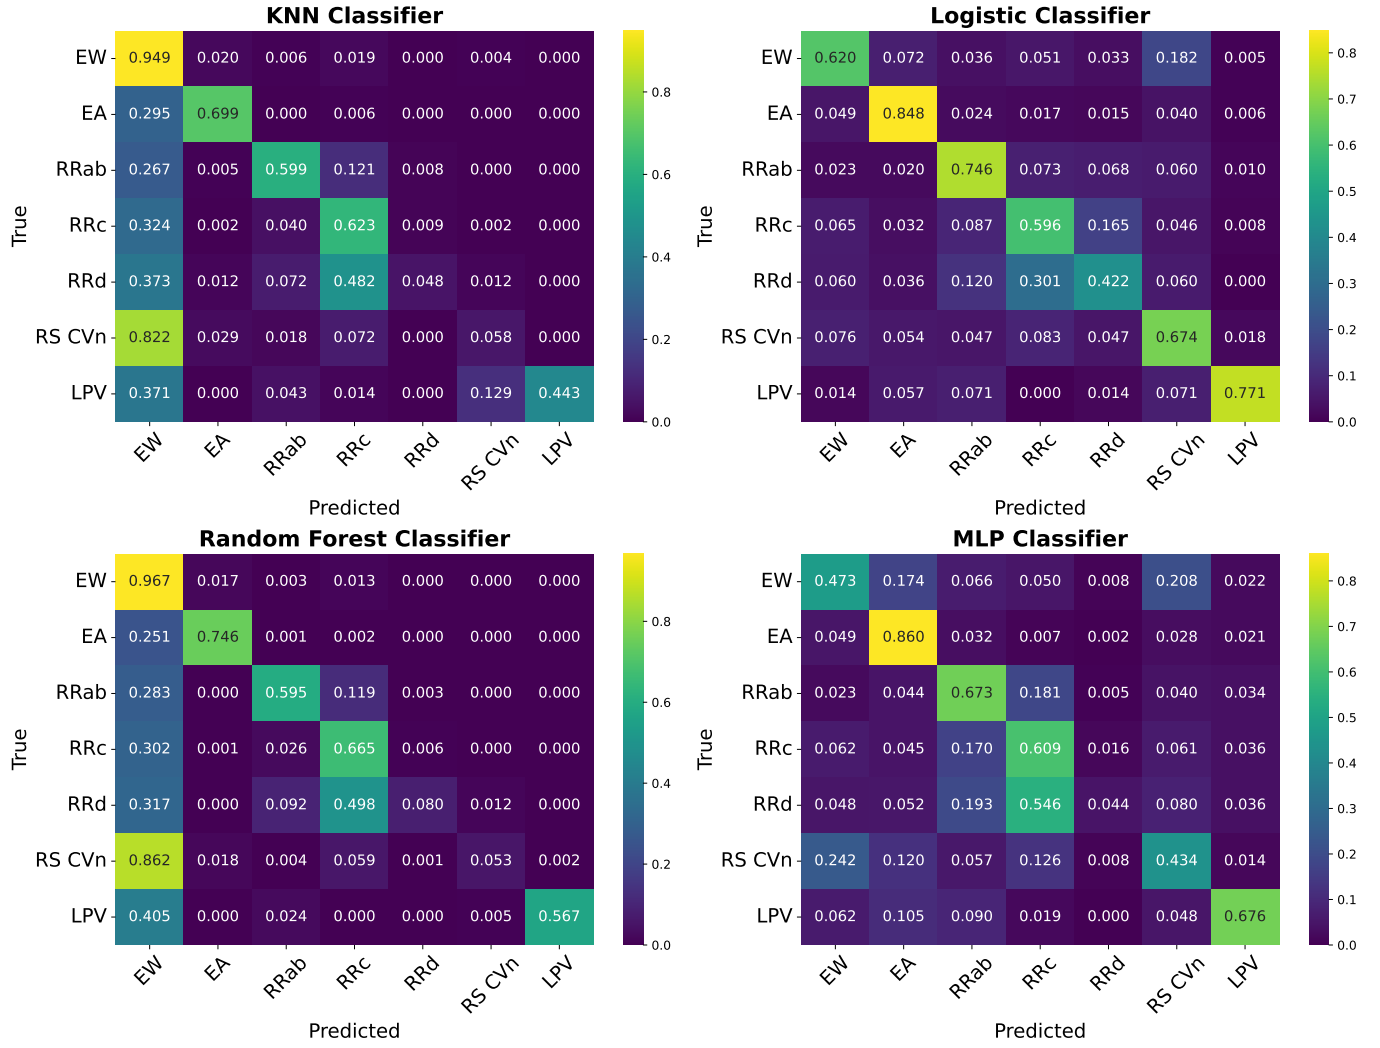 KNN Classifier
EW 0.949 0.020 0.006 0.019 0.000 0.004 0.000
EA 0.295 0.699 0.000 0.006 0.000 0.000 0.000
RRab 0.267 0.005 0.599 0.121 0.008 0.000 0.000
RRc 0.324 0.002 0.040 0.623 0.009 0.002 0.000
RRd 0.373 0.012 0.072 0.482 0.048 0.012 0.000
RS CVn 0.822 0.029 0.018 0.072 0.000 0.058 0.000
LPV 0.371 0.000 0.043 0.014 0.000 0.129 0.443
EW EA RRab RRc RRd RS CVn LPV
Predicted
True
0.8
0.6
0.4
0.2
0.0
Logistic Classifier
EW 0.620 0.072 0.036 0.051 0.033 0.182 0.005
EA 0.049 0.848 0.024 0.017 0.015 0.040 0.006
RRab 0.023 0.020 0.746 0.073 0.068 0.060 0.010
RRc 0.065 0.032 0.087 0.596 0.165 0.046 0.008
RRd 0.060 0.036 0.120 0.301 0.422 0.060 0.000
RS CVn 0.076 0.054 0.047 0.083 0.047 0.674 0.018
LPV 0.014 0.057 0.071 0.000 0.014 0.071 0.771
EW EA RRab RRc RRd RS CVn LPV
Predicted
True
0.8
0.7
0.6
0.5
0.4
0.3
0.2
0.1
0.0
Random Forest Classifier
EW 0.967 0.017 0.003 0.013 0.000 0.000 0.000
EA 0.251 0.746 0.001 0.002 0.000 0.000 0.000
RRab 0.283 0.000 0.595 0.119 0.003 0.000 0.000
RRc 0.302 0.001 0.026 0.665 0.006 0.000 0.000
RRd 0.317 0.000 0.092 0.498 0.080 0.012 0.000
RS CVn 0.862 0.018 0.004 0.059 0.001 0.053 0.002
LPV 0.405 0.000 0.024 0.000 0.000 0.005 0.567
EW EA RRab RRc RRd RS CVn LPV
Predicted
True
0.8
0.6
0.4
0.2
0.0
MLP Classifier
EW 0.473 0.174 0.066 0.050 0.008 0.208 0.022
EA 0.049 0.860 0.032 0.007 0.002 0.028 0.021
RRab 0.023 0.044 0.673 0.181 0.005 0.040 0.034
RRc 0.062 0.045 0.170 0.609 0.016 0.061 0.036
RRd 0.048 0.052 0.193 0.546 0.044 0.080 0.036
RS CVn 0.242 0.120 0.057 0.126 0.008 0.434 0.014
LPV 0.062 0.105 0.090 0.019 0.000 0.048 0.676
EW EA RRab RRc RRd RS CVn LPV
Predicted
True
0.8
0.7
0.6
0.5
0.4
0.3
0.2
0.1
0.0